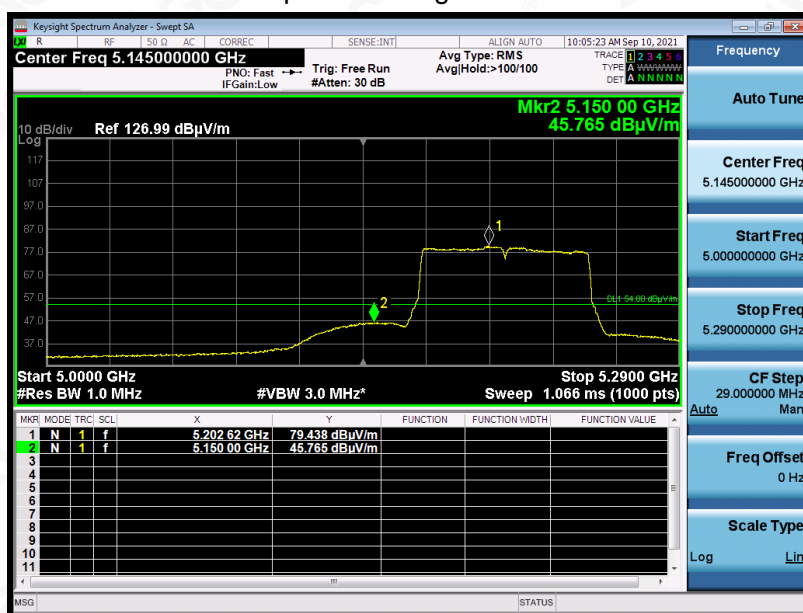 Keysight Spectrum Analyzer - Swept SA
LXI R RF 50 Ω AC CORREC SENSE:INT ALIGN AUTO 10:05:23 AM Sep 10, 2021
Center Freq 5.145000000 GHz
PNO: Fast
IFGain:Low
Trig: Free Run
#Atten: 30 dB
Avg Type: RMS
Avg|Hold:>100/100
TRACE 1 2 3 4 5 6
TYPE A WWWWW
DET A N N N N N
Mkr2 5.150 00 GHz
45.765 dBµV/m
10 dB/div Ref 126.99 dBµV/m
Log
117
107
97.0
87.0
77.0
67.0
57.0
47.0
37.0
1
2
DL1 54.00 dBµV/m
Start 5.0000 GHz Stop 5.2900 GHz
#Res BW 1.0 MHz #VBW 3.0 MHz* Sweep 1.066 ms (1000 pts)
MKR MODE TRC SCL X Y FUNCTION FUNCTION WIDTH FUNCTION VALUE
1 N 1 f 5.202 62 GHz 79.438 dBµV/m
2 N 1 f 5.150 00 GHz 45.765 dBµV/m
3
4
5
6
7
8
9
10
11
MSG STATUS
Frequency
Auto Tune
Center Freq
5.145000000 GHz
Start Freq
5.000000000 GHz
Stop Freq
5.290000000 GHz
CF Step
29.000000 MHz
Auto Man
Freq Offset
0 Hz
Scale Type
Log Lin